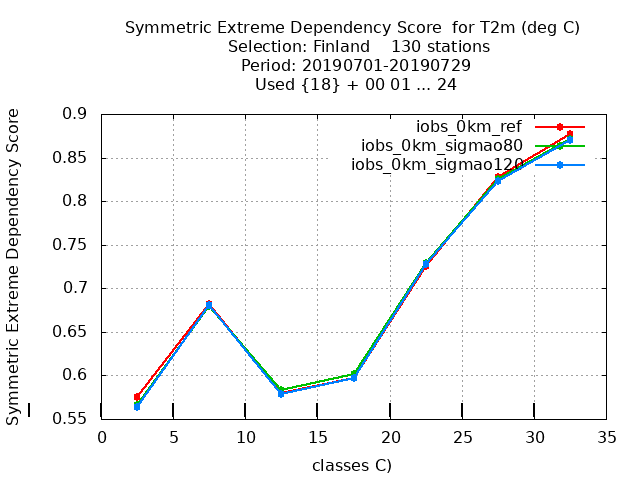 Symmetric Extreme Dependency Score for T2m (deg C)
Selection: Finland 130 stations
Period: 20190701-20190729
Used {18} + 00 01 ... 24
Symmetric Extreme Dependency Score
0.9
0.85
0.8
0.75
0.7
0.65
0.6
0.55
iobs_0km_ref
iobs_0km_sigmao80
iobs_0km_sigmao120
0 5 10 15 20 25 30 35
classes C)